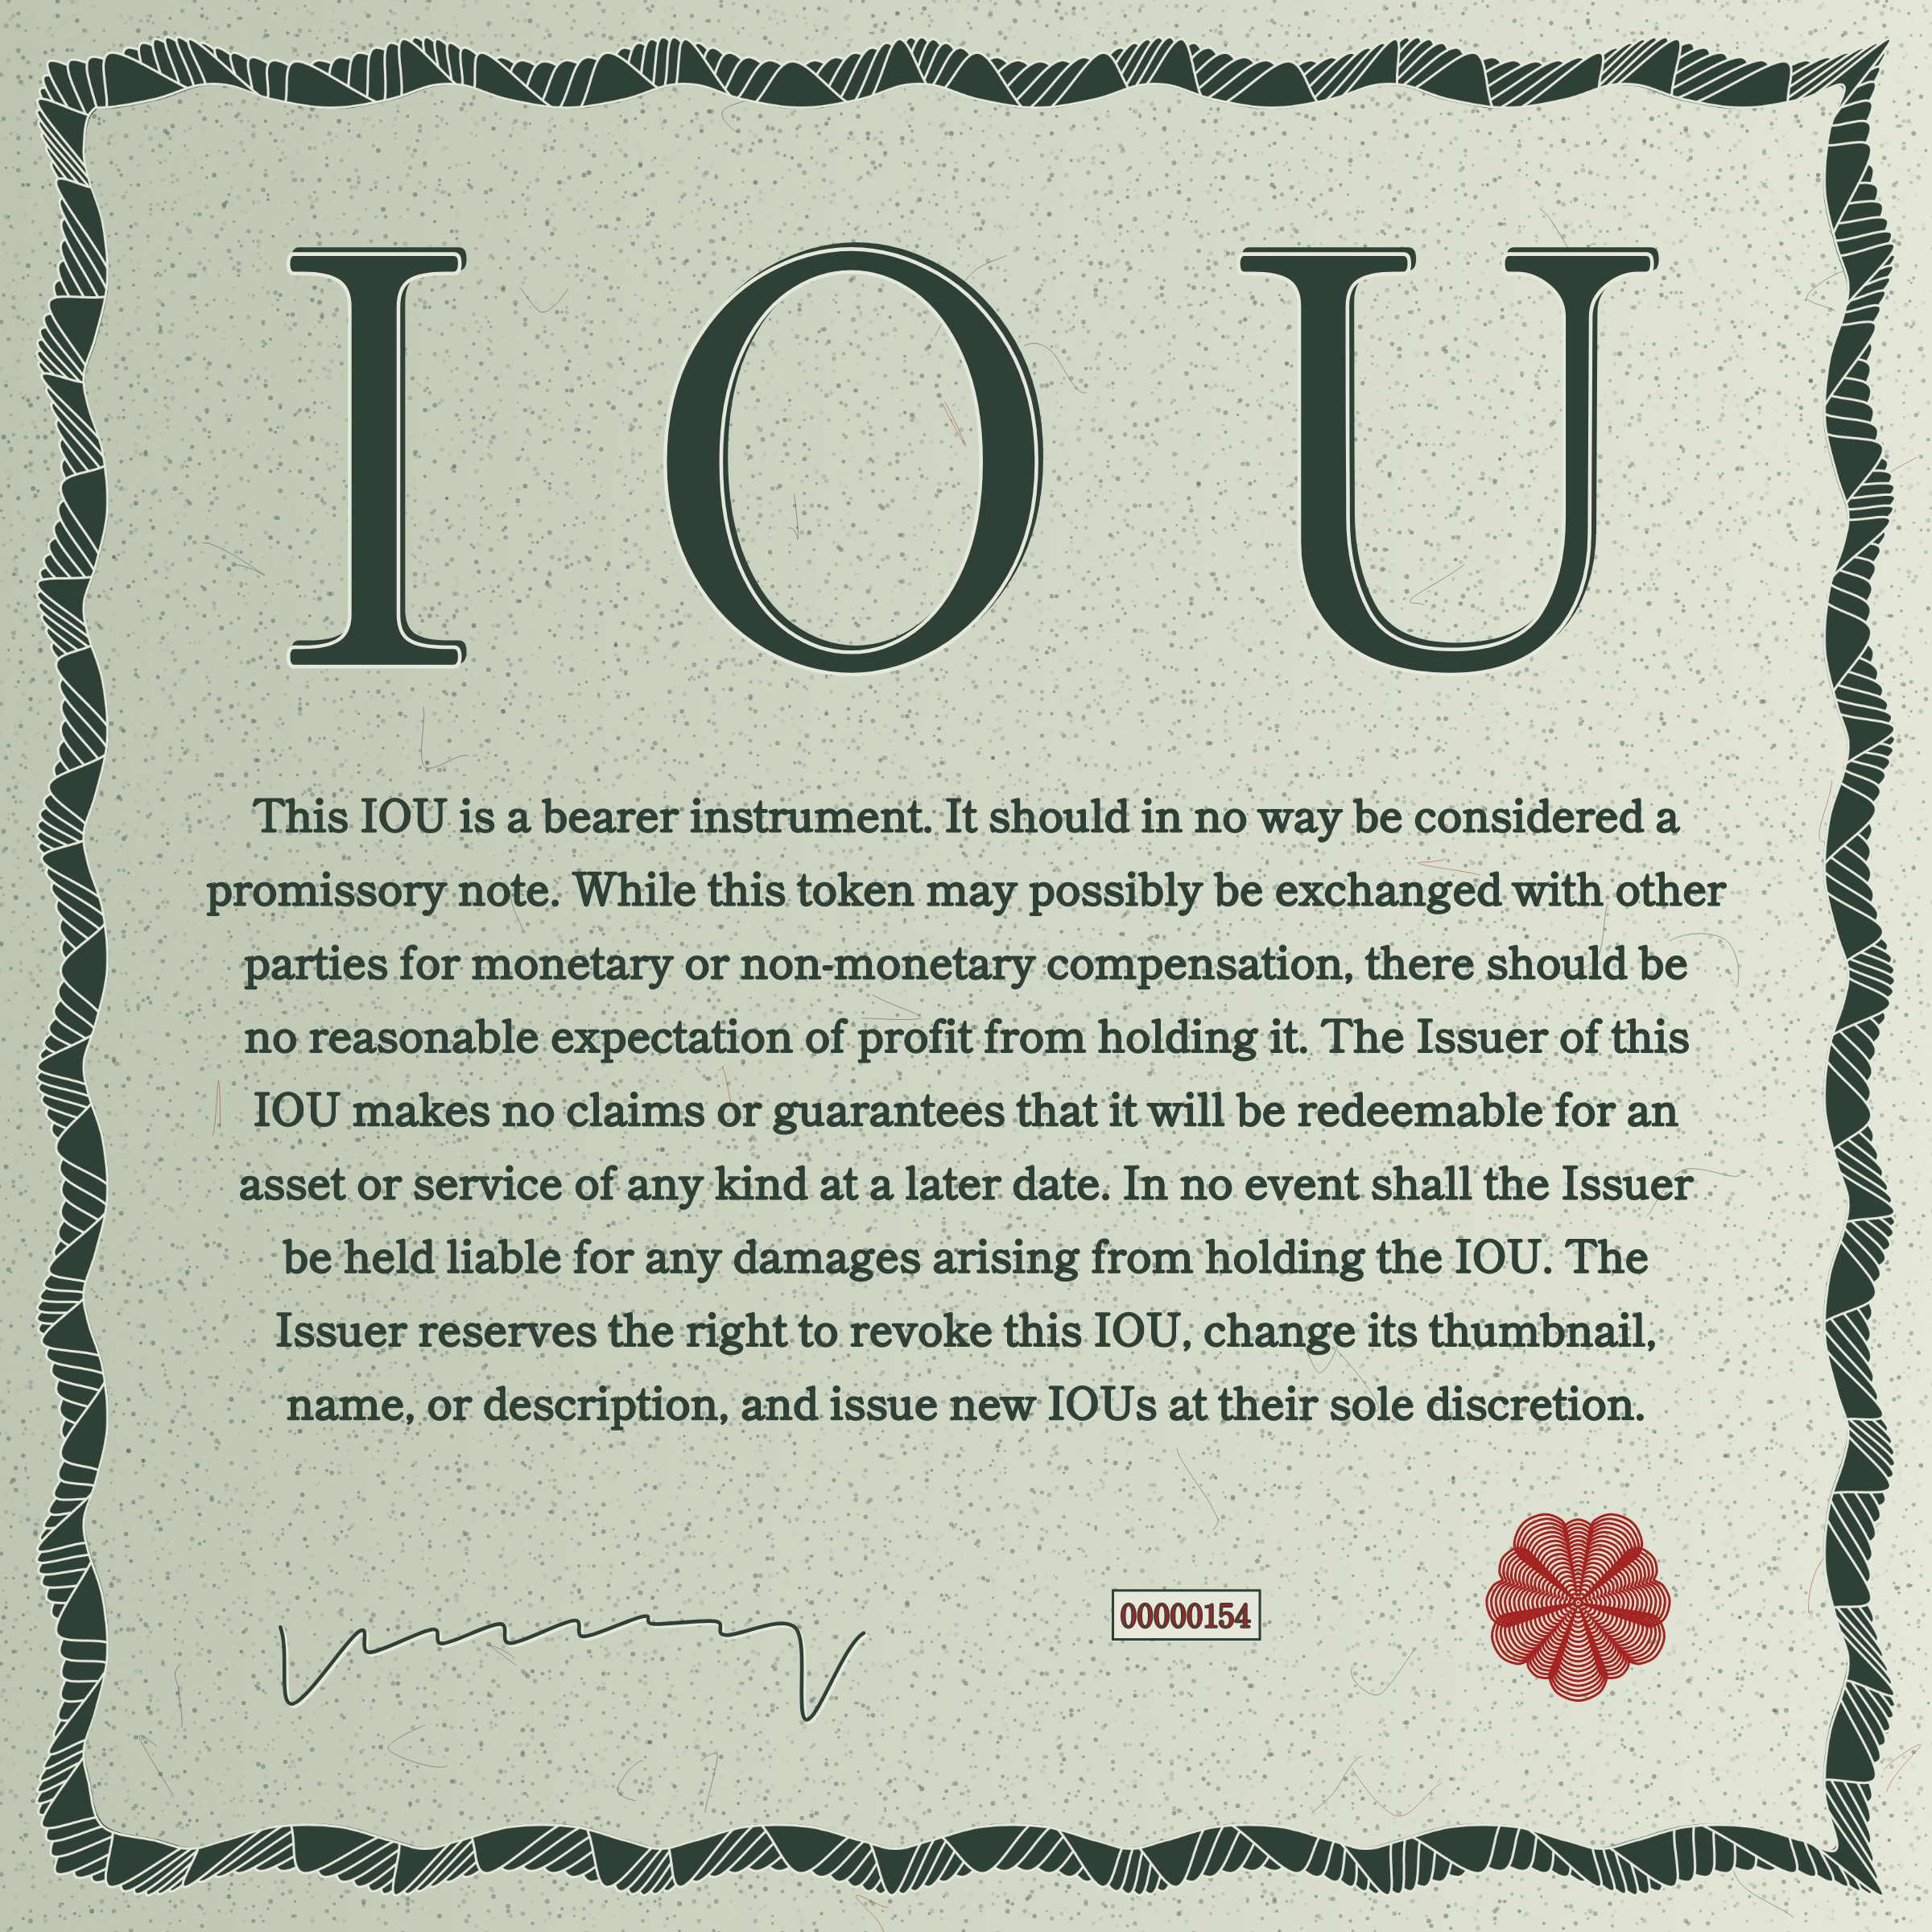 I O U
This IOU is a bearer instrument. It should in no way be considered a
promissory note. While this token may possibly be exchanged with other
parties for monetary or non-monetary compensation, there should be
no reasonable expectation of profit from holding it. The Issuer of this
IOU makes no claims or guarantees that it will be redeemable for an
asset or service of any kind at a later date. In no event shall the Issuer
be held liable for any damages arising from holding the IOU. The
Issuer reserves the right to revoke this IOU, change its thumbnail,
name, or description, and issue new IOUs at their sole discretion.
00000154